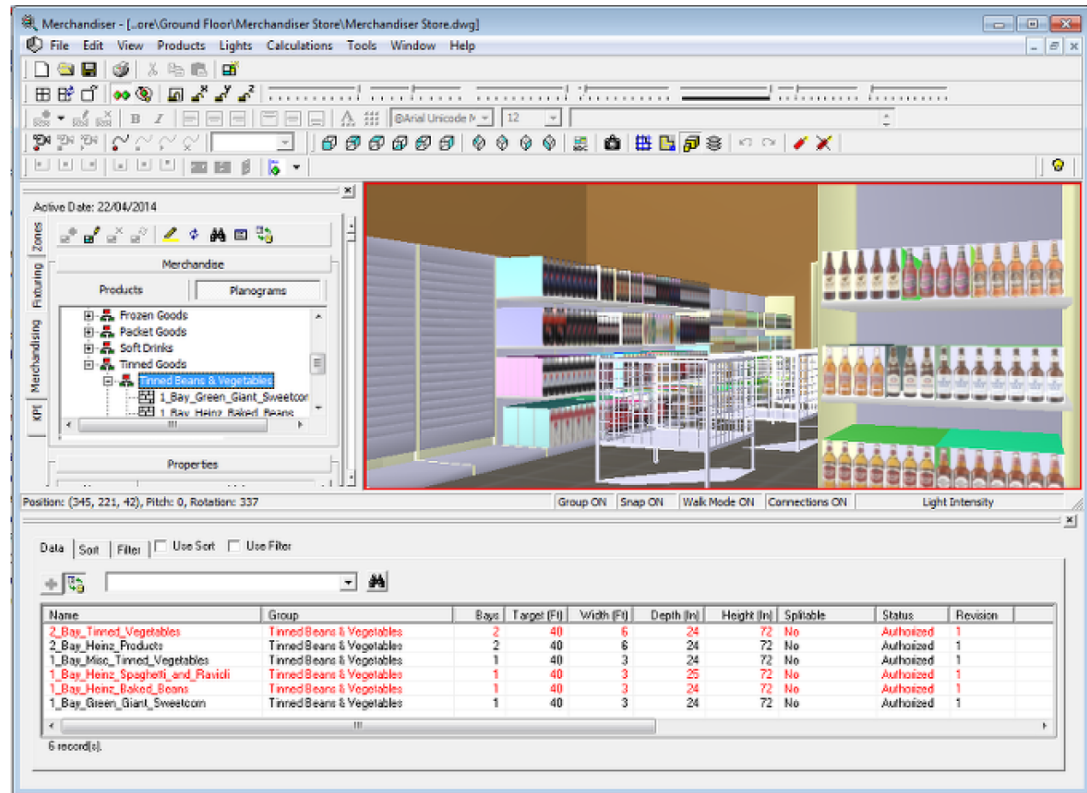 Merchandiser - [..ore\Ground Floor\Merchandiser Store\Merchandiser Store.dwg]
File Edit View Products Lights Calculations Tools Window Help
B I @Arial Unicode M 12
Active Date: 22/04/2014
Zones
Fixturing
Merchandising
KPI
Merchandise
Products Planograms
Frozen Goods
Packet Goods
Soft Drinks
Tinned Goods
Tinned Beans & Vegetables
1_Bay_Green_Giant_Sweetcor
1_Bay_Heinz_Baked_Beans
Properties
Position: (345, 221, 42), Pitch: 0, Rotation: 337 Group ON Snap ON Walk Mode ON Connections ON Light Intensity
Data Sort Filter Use Sort Use Filter
Name Group Bays Target (Ft) Width (Ft) Depth (In) Height (In) Splitable Status Revision
2_Bay_Tinned_Vegetables Tinned Beans & Vegetables 2 40 6 24 72 No Authorized 1
2_Bay_Heinz_Products Tinned Beans & Vegetables 2 40 6 24 72 No Authorized 1
1_Bay_Misc_Tinned_Vegetables Tinned Beans & Vegetables 1 40 3 24 72 No Authorized 1
1_Bay_Heinz_Spaghetti_and_Ravioli Tinned Beans & Vegetables 1 40 3 25 72 No Authorized 1
1_Bay_Heinz_Baked_Beans Tinned Beans & Vegetables 1 40 3 24 72 No Authorized 1
1_Bay_Green_Giant_Sweetcorn Tinned Beans & Vegetables 1 40 3 24 72 No Authorized 1
6 record(s).